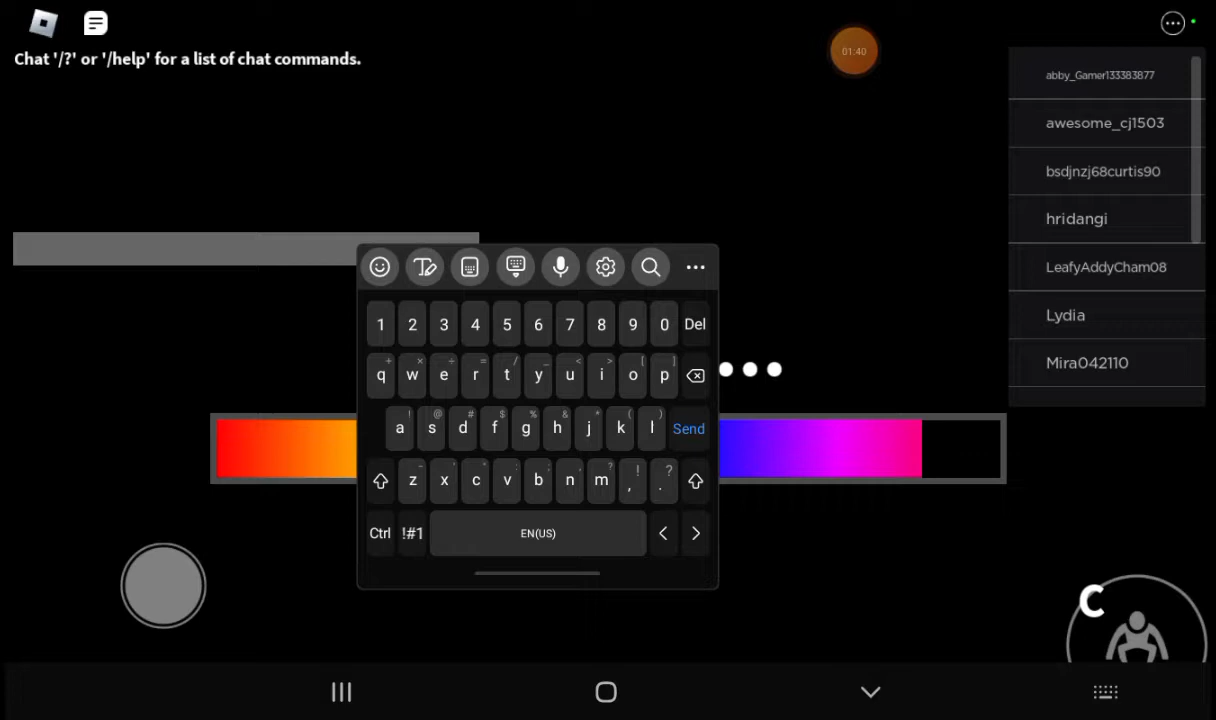 01:40
Chat '/?' or '/help' for a list of chat commands.
abby_Gamer133383877
awesome_cj1503
bsdjnzj68curtis90
hridangi
LeafyAddyCham08
Lydia
Mira042110
1 2 3 4 5 6 7 8 9 0 Del
q w e r t y u i o p
a s d f g h j k l Send
z x c v b n m , .
Ctrl !#1 EN(US)
C